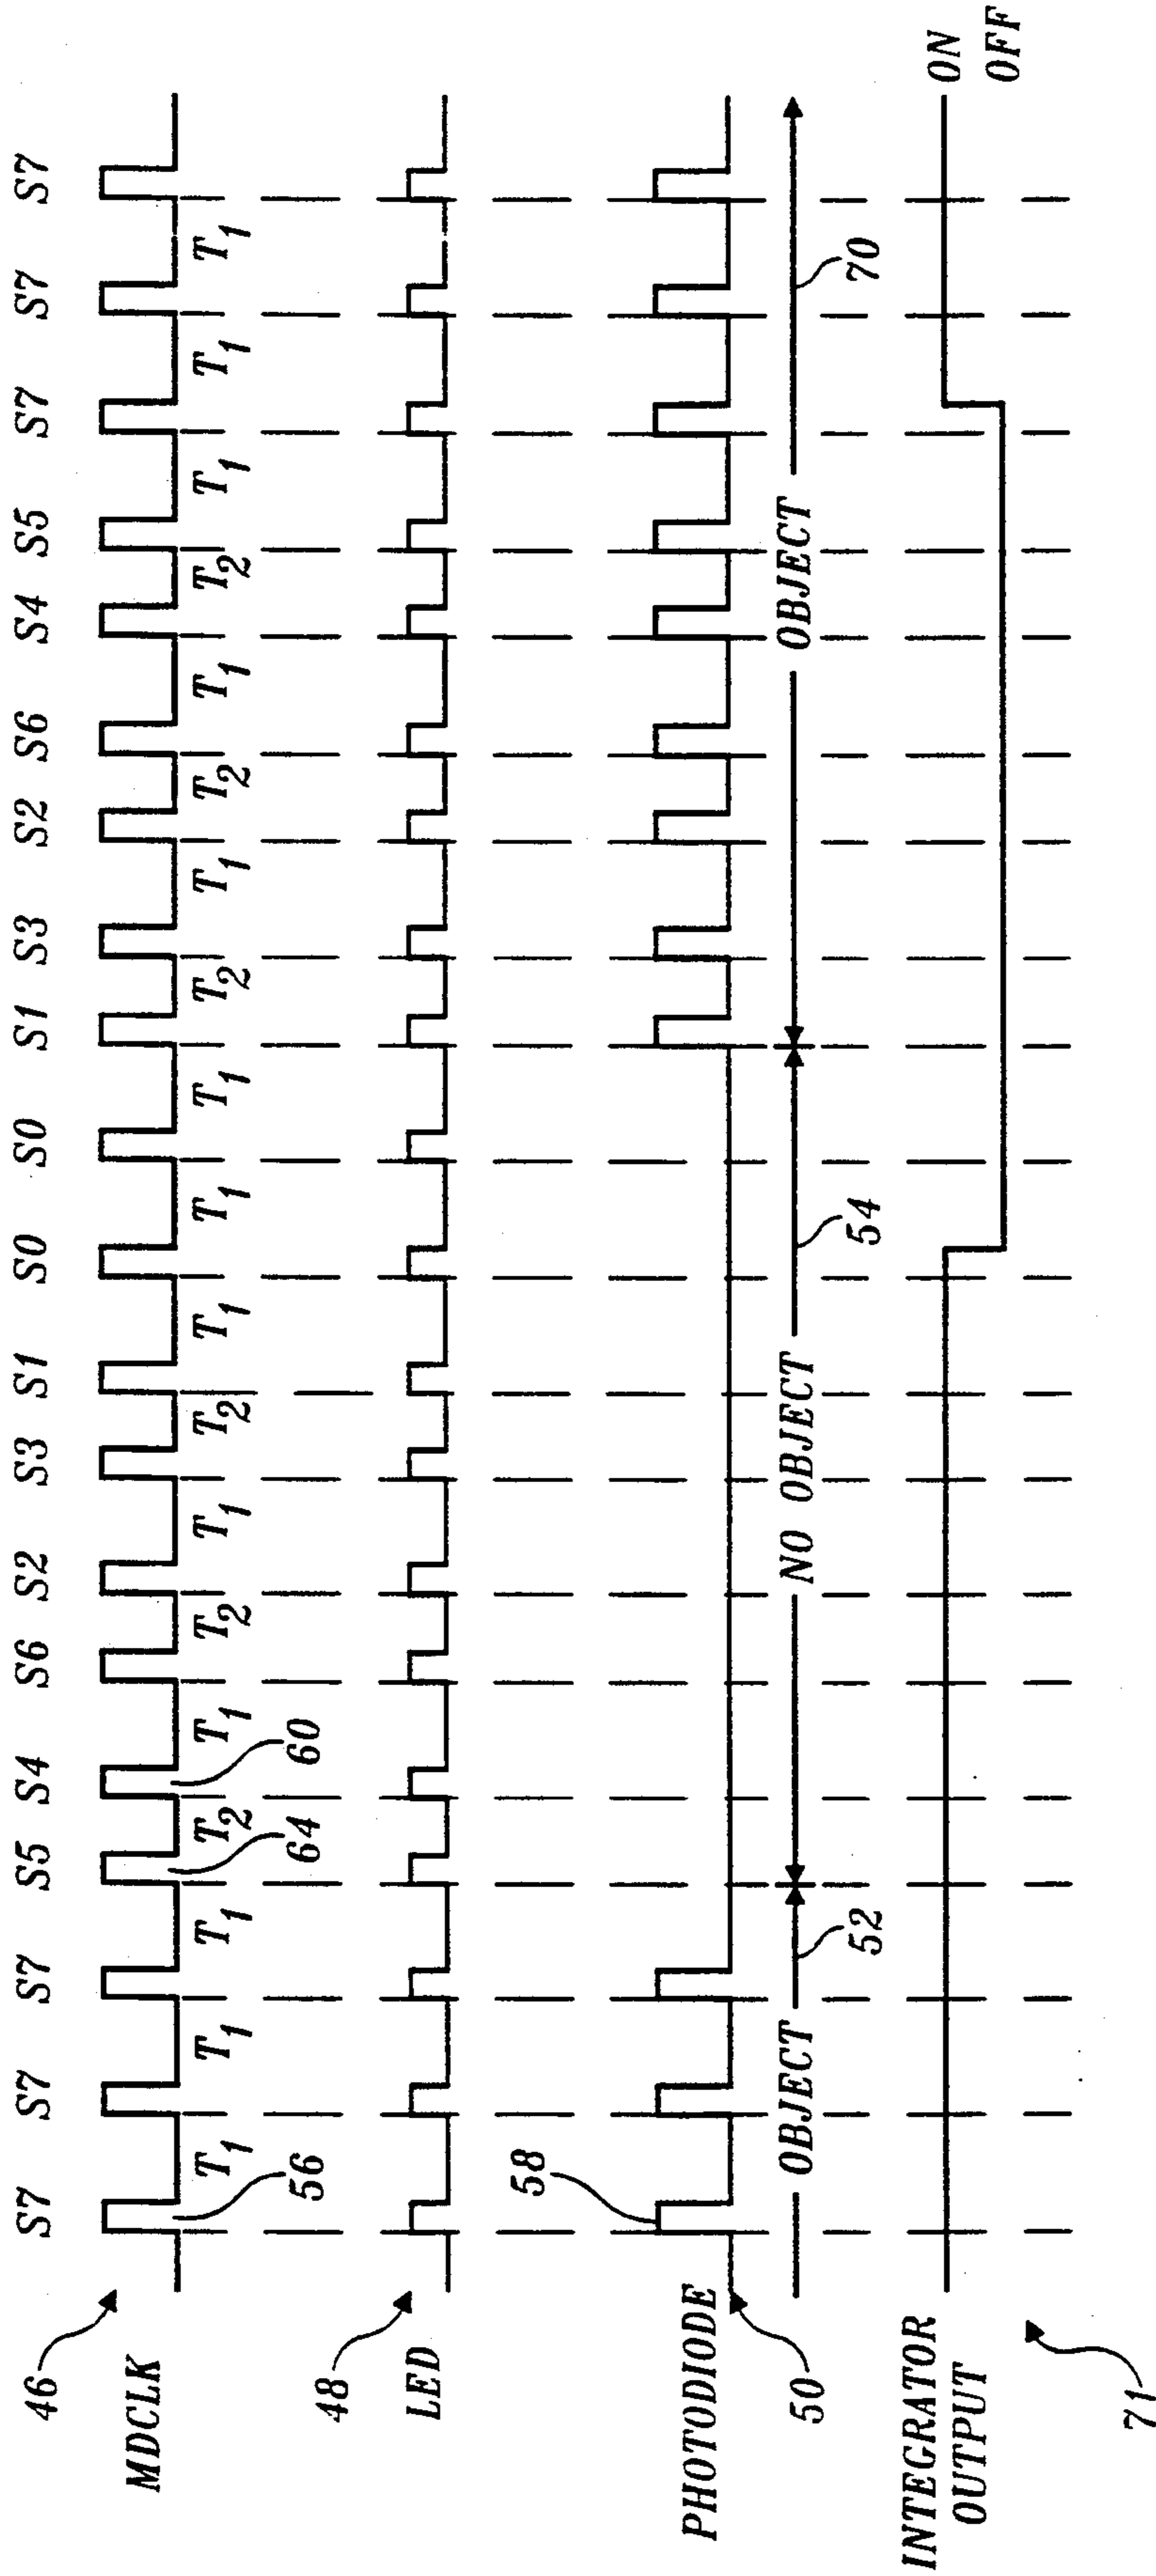 46
S7 S7 S7 S5 S4 S6 S2 S3 S1 S0 S0 S1 S3 S2 S6 S4 S5 S7 S7 S7
MDCLK
T1 T1 T1 T2 T1 T2 T1 T2 T1 T1 T1 T2 T1 T2 T1 T2 T1 T1 T1
56 64 60
48
LED
58
PHOTODIODE
50
OBJECT NO OBJECT OBJECT
52 54 70
INTEGRATOR
OUTPUT
ON
OFF
71